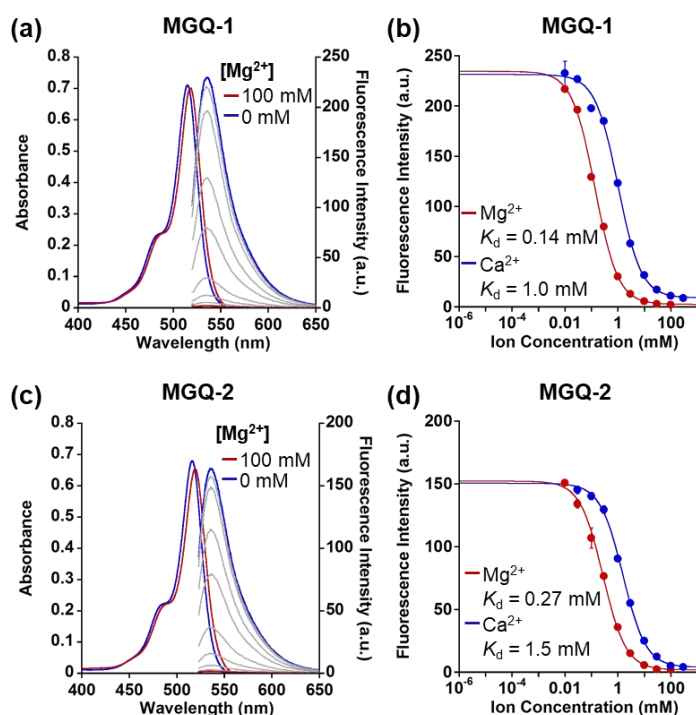 (a)
MGQ-1
[Mg2+]
100 mM
0 mM
Absorbance
0.8
0.7
0.6
0.5
0.4
0.3
0.2
0.1
0
250
200
150
100
50
0
Fluorescence Intensity (a.u.)
400 450 500 550 600 650
Wavelength (nm)
(b)
MGQ-1
Fluorescence Intensity (a.u.)
250
200
150
100
50
0
Mg2+
Kd = 0.14 mM
Ca2+
Kd = 1.0 mM
10-6 10-4 0.01 1 100
Ion Concentration (mM)
(c)
MGQ-2
[Mg2+]
100 mM
0 mM
Absorbance
0.8
0.7
0.6
0.5
0.4
0.3
0.2
0.1
0
200
150
100
50
0
Fluorescence Intensity (a.u.)
400 450 500 550 600 650
Wavelength (nm)
(d)
MGQ-2
Fluorescence Intensity (a.u.)
200
150
100
50
0
Mg2+
Kd = 0.27 mM
Ca2+
Kd = 1.5 mM
10-6 10-4 0.01 1 100
Ion Concentration (mM)